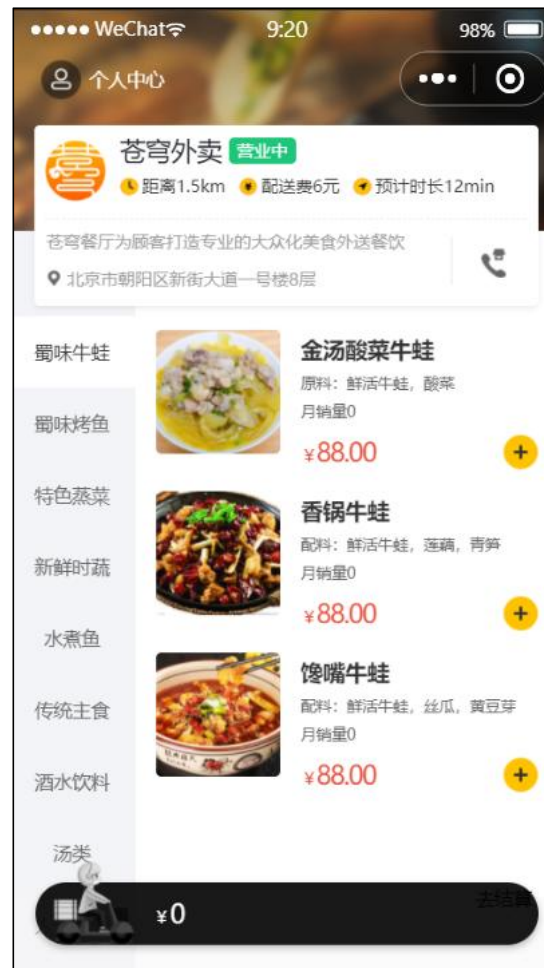 WeChat
9:20
98%
个人中心
苍穹外卖 营业中
距离1.5km 配送费6元 预计时长12min
苍穹餐厅为顾客打造专业的大众化美食外送餐饮
北京市朝阳区新街大道一号楼8层
蜀味牛蛙
蜀味烤鱼
特色蒸菜
新鲜时蔬
水煮鱼
传统主食
酒水饮料
汤类
金汤酸菜牛蛙
原料：鲜活牛蛙，酸菜
月销量0
¥88.00
香锅牛蛙
配料：鲜活牛蛙，莲藕，青笋
月销量0
¥88.00
馋嘴牛蛙
配料：鲜活牛蛙，丝瓜，黄豆芽
月销量0
¥88.00
¥0
去结算